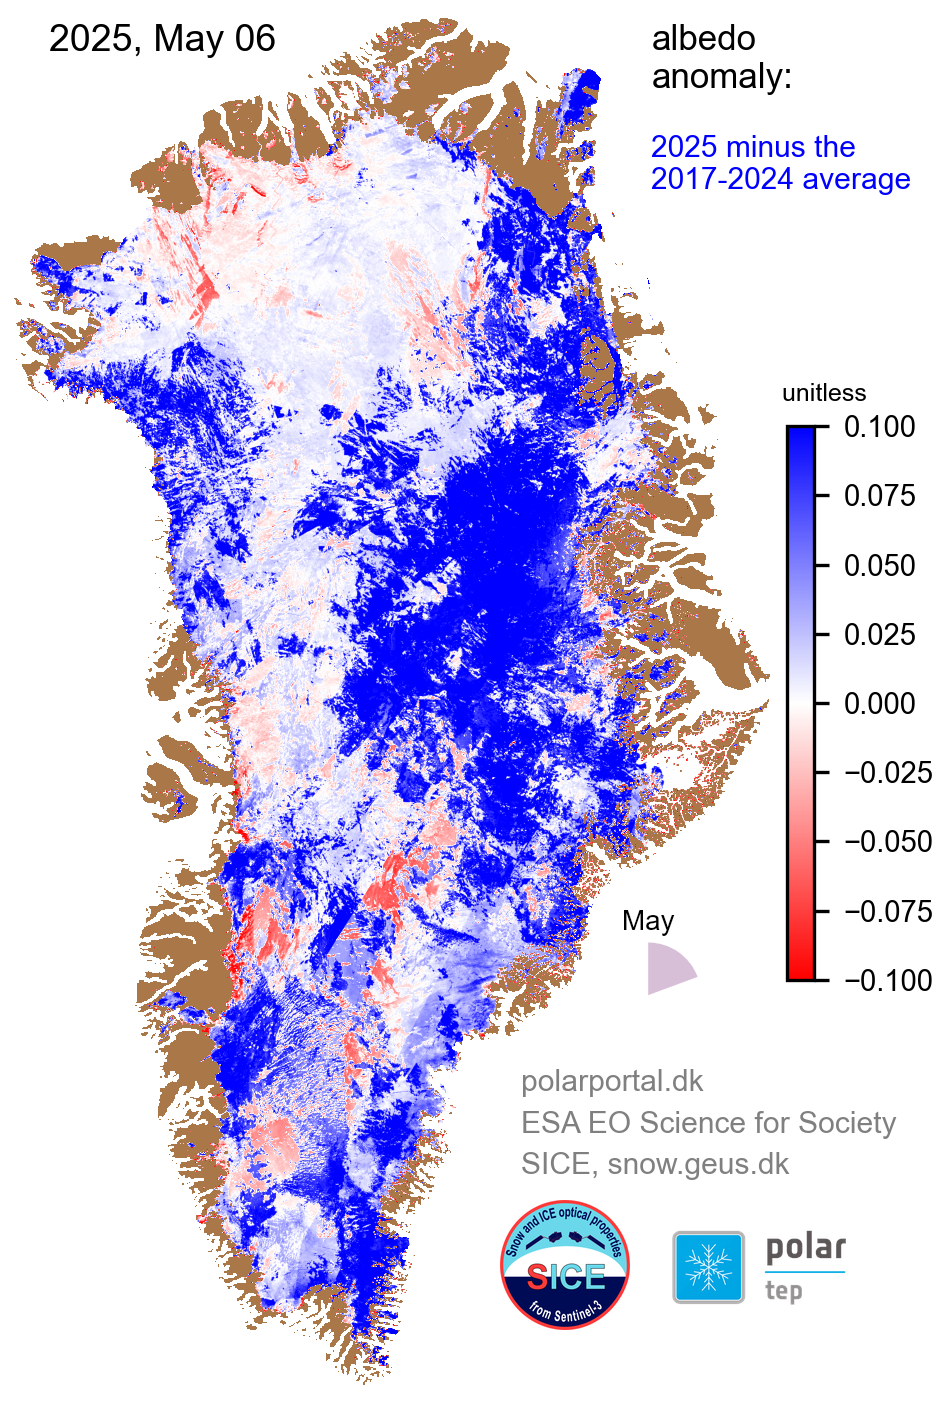 2025, May 06
albedo
anomaly:
2025 minus the
2017-2024 average
unitless
0.100
0.075
0.050
0.025
0.000
−0.025
−0.050
−0.075
−0.100
May
polarportal.dk
ESA EO Science for Society
SICE, snow.geus.dk
Snow and ICE optical properties
SICE
from Sentinel-3
polar
tep